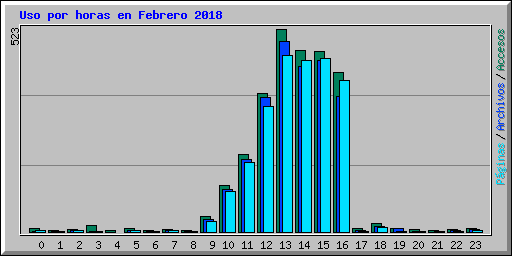 Uso por horas en Febrero 2018
523
Páginas / Archivos / Accesos
0 1 2 3 4 5 6 7 8 9 10 11 12 13 14 15 16 17 18 19 20 21 22 23